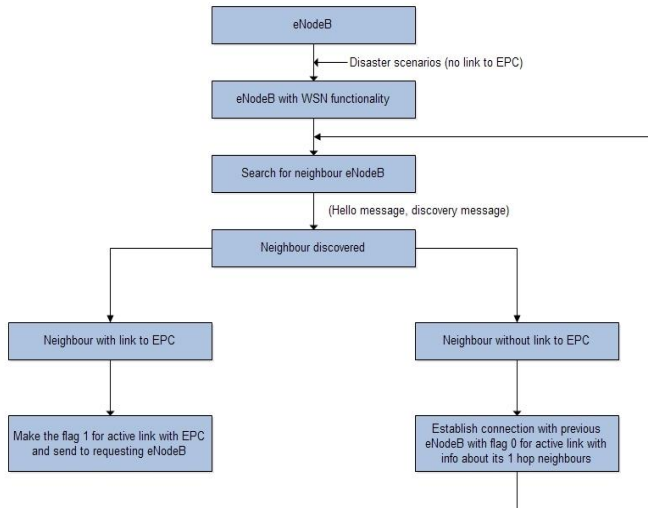 eNodeB
Disaster scenarios (no link to EPC)
eNodeB with WSN functionality
Search for neighbour eNodeB
(Hello message, discovery message)
Neighbour discovered
Neighbour with link to EPC
Neighbour without link to EPC
Make the flag 1 for active link with EPC
and send to requesting eNodeB
Establish connection with previous
eNodeB with flag 0 for active link with
info about its 1 hop neighbours